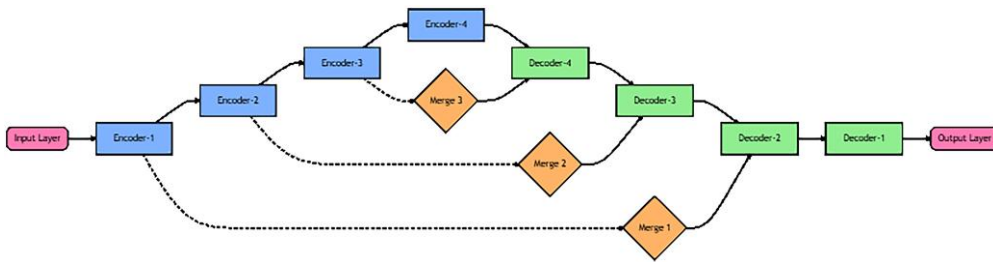 Encoder-4
Encoder-3
Decoder-4
Encoder-2
Merge 3
Decoder-3
Input Layer
Encoder-1
Decoder-2
Decoder-1
Output Layer
Merge 2
Merge 1